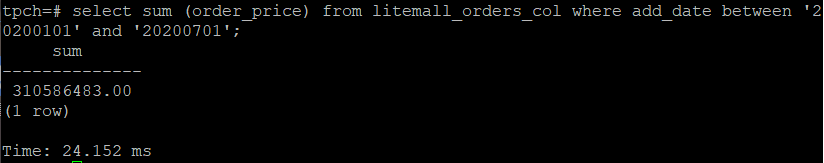 tpch=# select sum (order_price) from litemall_orders_col where add_date between '2
0200101' and '20200701';
     sum
--------------
 310586483.00
(1 row)

Time: 24.152 ms